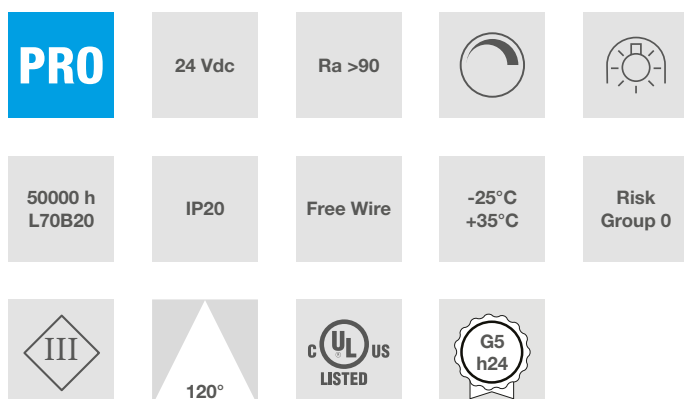 PRO
24 Vdc
Ra >90
50000 h
L70B20
IP20
Free Wire
-25°C
+35°C
Risk
Group 0
III
120°
C UL® US
LISTED
G5
h24